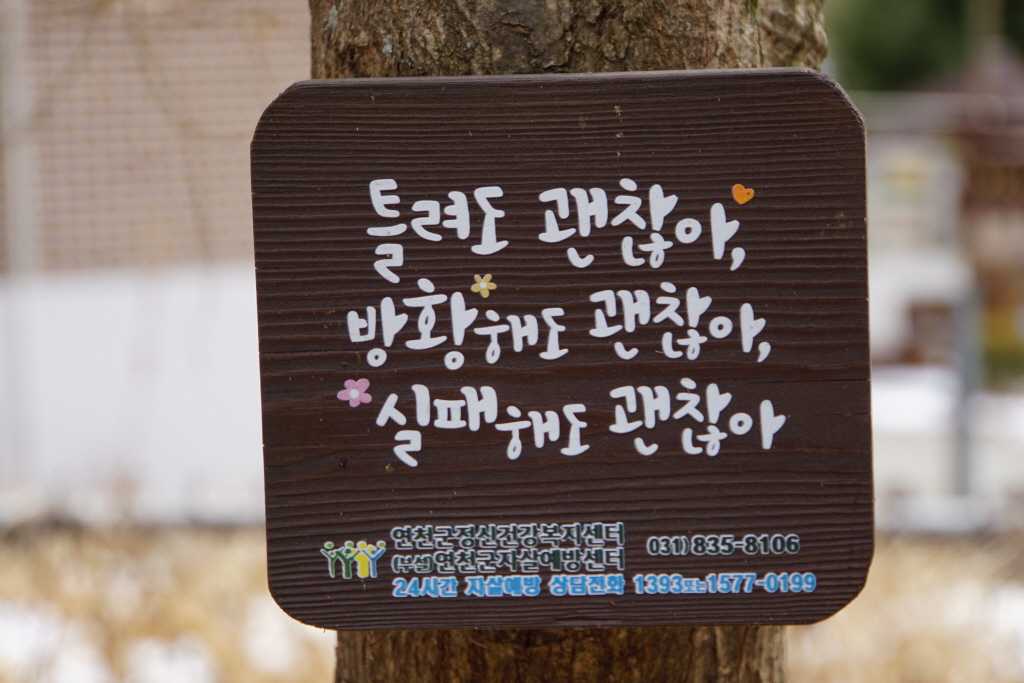 틀려도 괜찮아,
방황해도 괜찮아,
실패해도 괜찮아
연천군정신건강복지센터
(부설)연천군자살예방센터 031)835-8106
24시간 자살예방 상담전화 1393또는1577-0199